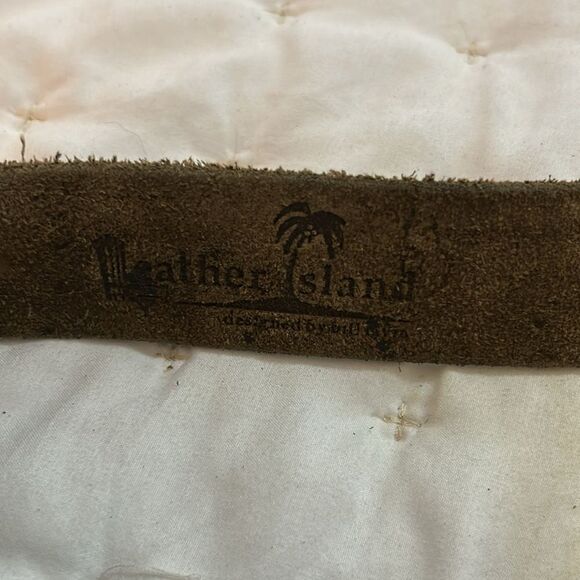 Leather Island
designed by bill